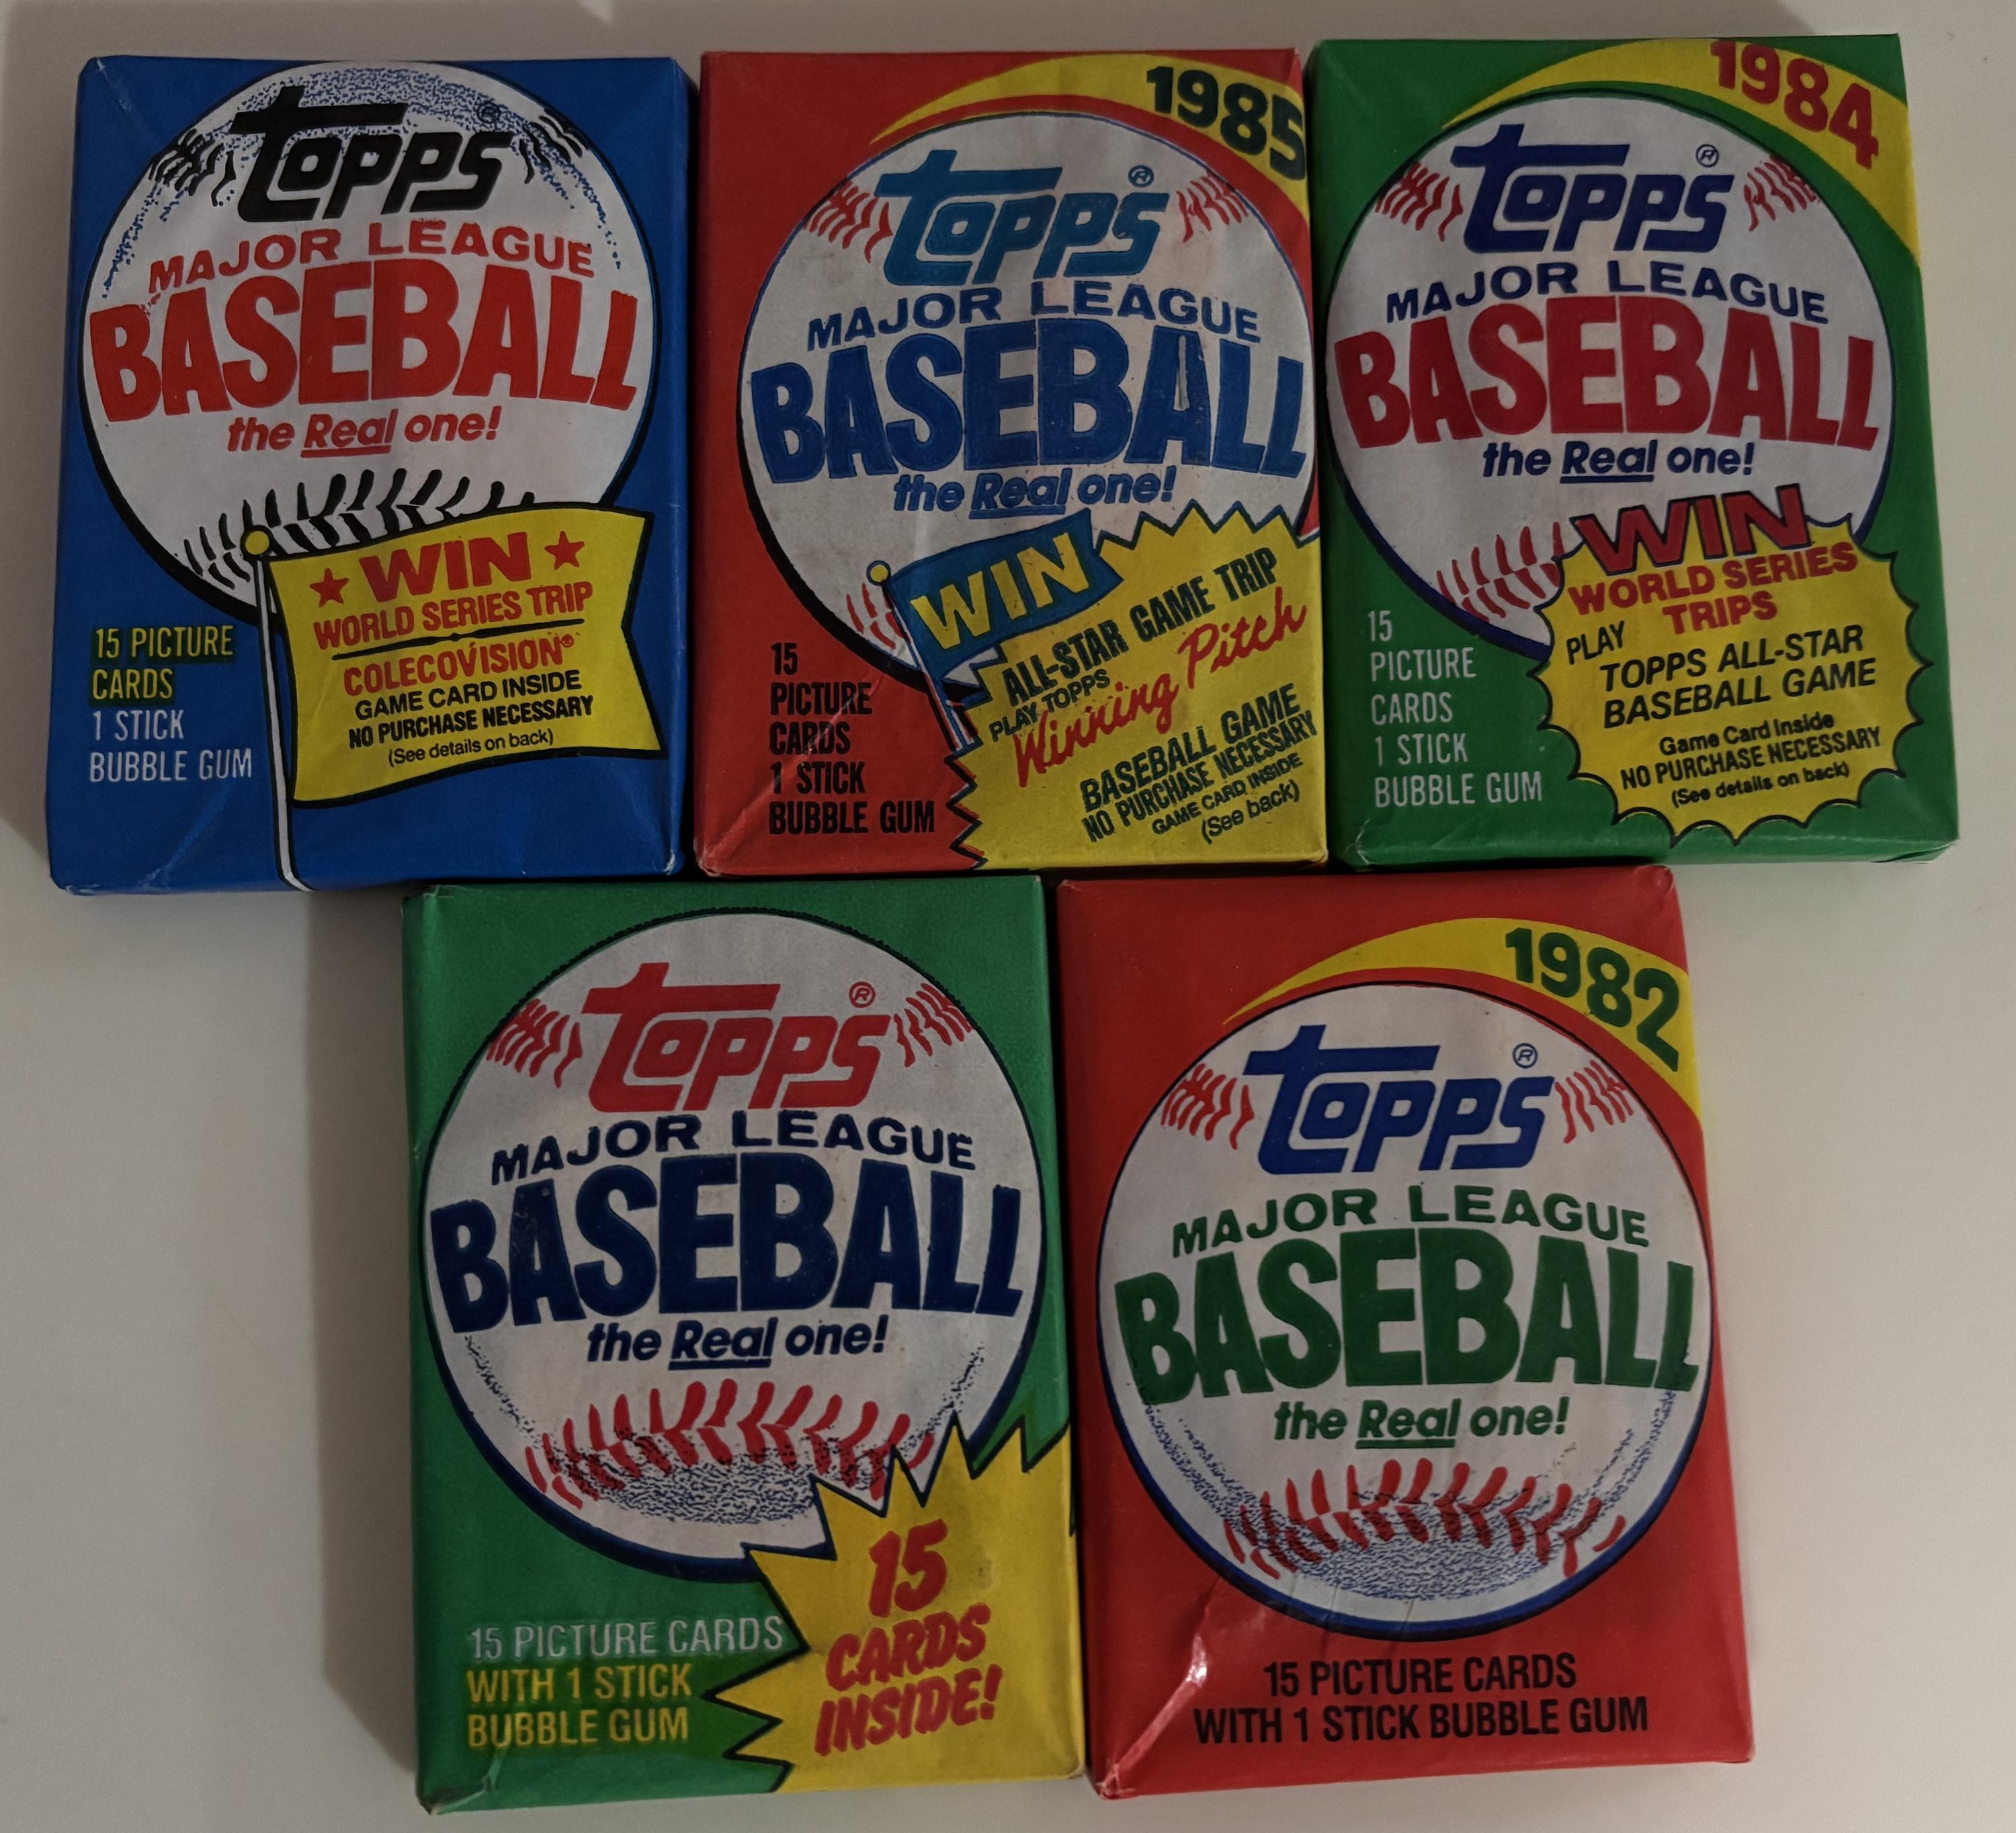 Topps®
MAJOR LEAGUE
BASEBALL
the Real one!
WIN
WORLD SERIES TRIP
COLECOVISION®
GAME CARD INSIDE
NO PURCHASE NECESSARY
(See details on back)
15 PICTURE
CARDS
1 STICK
BUBBLE GUM
1985
Topps®
MAJOR LEAGUE
BASEBALL
the Real one!
WIN
ALL-STAR GAME TRIP
PLAY TOPPS
Winning Pitch
BASEBALL GAME
NO PURCHASE NECESSARY
GAME CARD INSIDE
(See back)
15
PICTURE
CARDS
1 STICK
BUBBLE GUM
1984
Topps®
MAJOR LEAGUE
BASEBALL
the Real one!
WIN
WORLD SERIES
TRIPS
PLAY
TOPPS ALL-STAR
BASEBALL GAME
Game Card Inside
NO PURCHASE NECESSARY
(See details on back)
15
PICTURE
CARDS
1 STICK
BUBBLE GUM
Topps®
MAJOR LEAGUE
BASEBALL
the Real one!
15
CARDS
INSIDE!
15 PICTURE CARDS
WITH 1 STICK
BUBBLE GUM
1982
Topps®
MAJOR LEAGUE
BASEBALL
the Real one!
15 PICTURE CARDS
WITH 1 STICK BUBBLE GUM